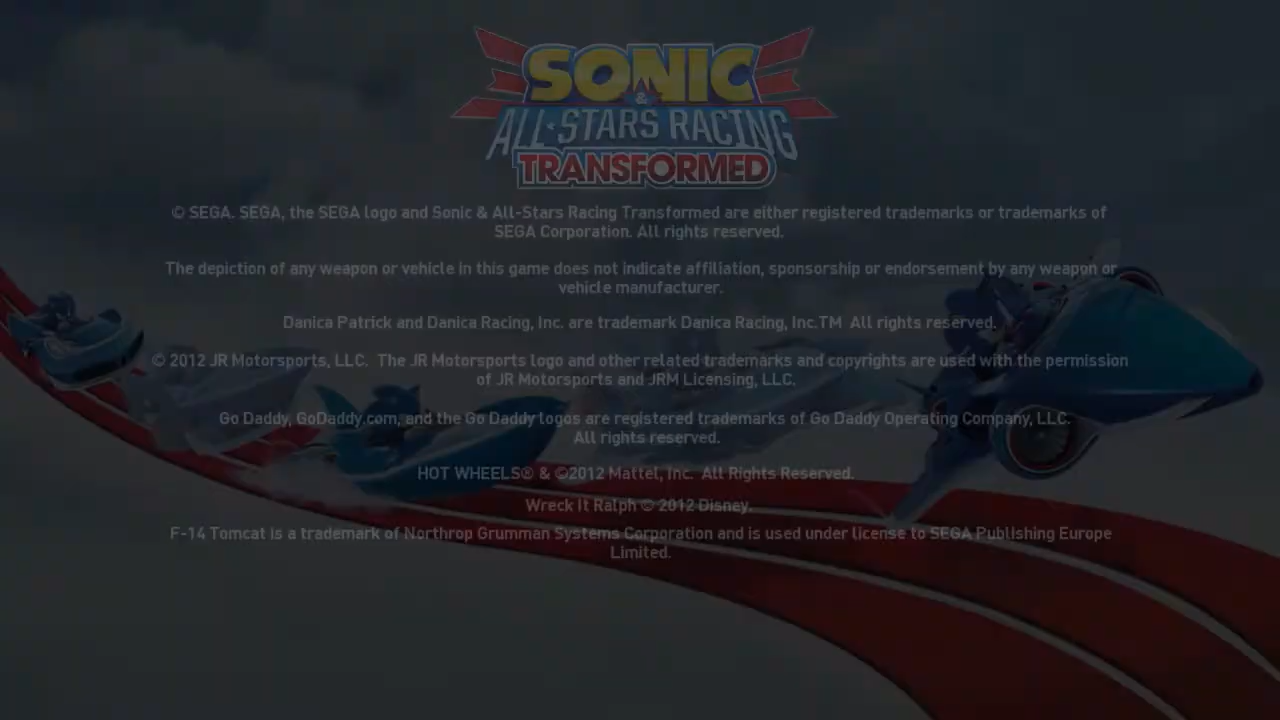 SONIC
&
ALL-STARS RACING
TRANSFORMED
© SEGA. SEGA, the SEGA logo and Sonic & All-Stars Racing Transformed are either registered trademarks or trademarks of
SEGA Corporation. All rights reserved.
The depiction of any weapon or vehicle in this game does not indicate affiliation, sponsorship or endorsement by any weapon or
vehicle manufacturer.
Danica Patrick and Danica Racing, Inc. are trademark Danica Racing, Inc.TM All rights reserved.
© 2012 JR Motorsports, LLC. The JR Motorsports logo and other related trademarks and copyrights are used with the permission
of JR Motorsports and JRM Licensing, LLC.
Go Daddy, GoDaddy.com, and the Go Daddy logos are registered trademarks of Go Daddy Operating Company, LLC.
All rights reserved.
HOT WHEELS® & ©2012 Mattel, Inc. All Rights Reserved.
Wreck It Ralph © 2012 Disney.
F-14 Tomcat is a trademark of Northrop Grumman Systems Corporation and is used under license to SEGA Publishing Europe
Limited.